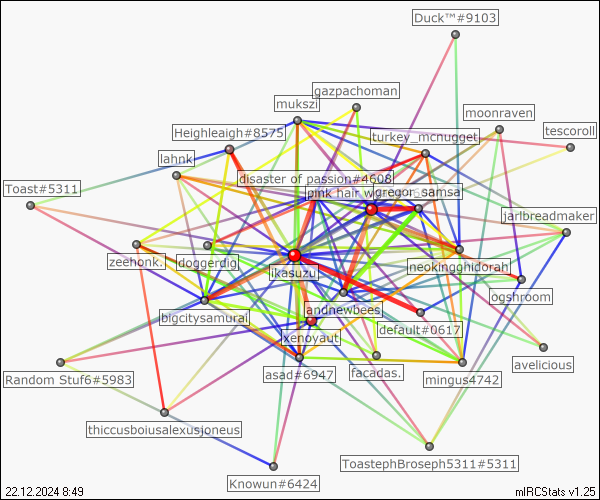 Duck™#9103
gazpachoman
mukszi
moonraven
Heighleaigh#8575
turkey_nicnugget
tescoroll
lahnk
disaster of passion#4608
Toast#5311
pink hair w
gregor_samsa
jarlbreadmaker
zeehonk.
doggerdig
neokingghidorah
ikasuzu
ogshroom
andnewbees
bigcitysamurai
default#0617
xenoyaut
avelicious
Random Stuf6#5983
asad#6947
facadas.
mingus4742
thiccusboiusalexusjoneus
ToastephBroseph5311#5311
Knowun#6424
22.12.2024 8:49
mIRCStats v1.25